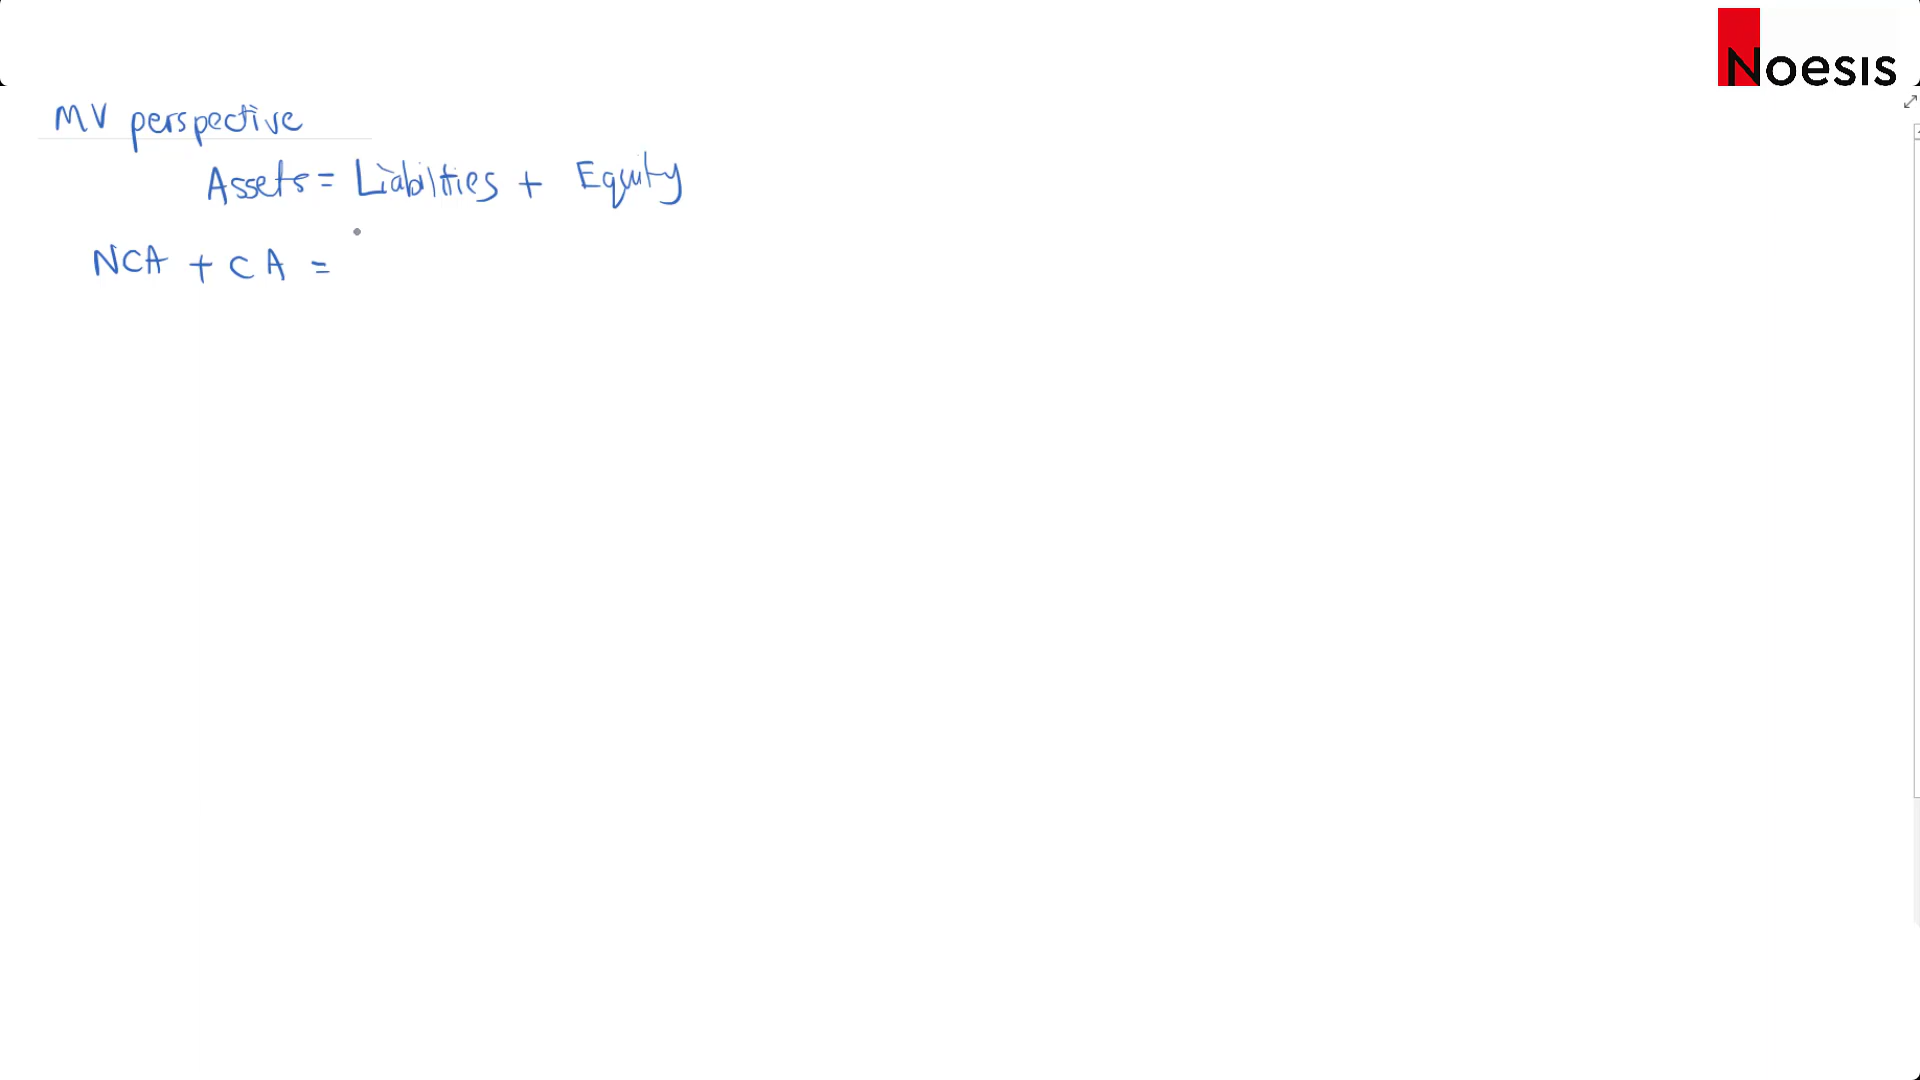 Noesis
MV perspective
Assets = Liabilities + Equity
NCA + CA =